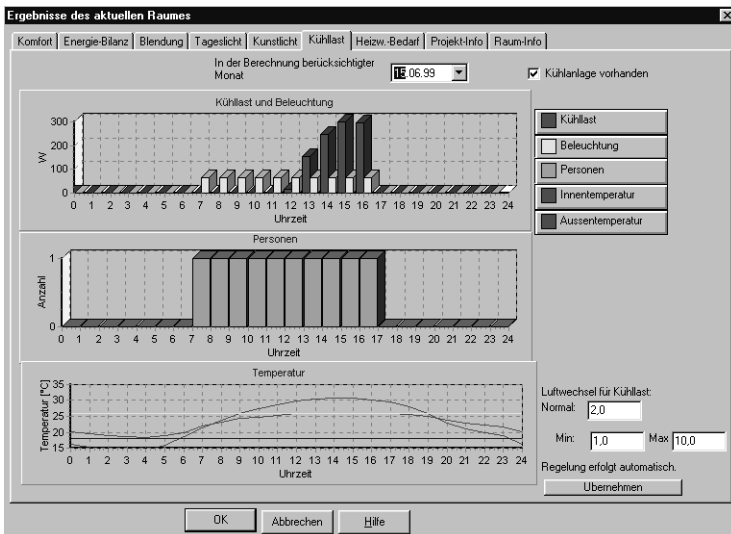 Ergebnisse des aktuellen Raumes
Komfort Energie-Bilanz Blendung Tageslicht Kunstlicht Kühllast Heizw.-Bedarf Projekt-Info Raum-Info
In der Berechnung berücksichtigter
Monat
15.06.99
Kühlanlage vorhanden
Kühllast und Beleuchtung
W
300
200
100
0
0 1 2 3 4 5 6 7 8 9 10 11 12 13 14 15 16 17 18 19 20 21 22 23 24
Uhrzeit
Kühllast
Beleuchtung
Personen
Innentemperatur
Aussentemperatur
Personen
Anzahl
1
0
0 1 2 3 4 5 6 7 8 9 10 11 12 13 14 15 16 17 18 19 20 21 22 23 24
Uhrzeit
Temperatur
Temperatur [°C]
35
30
25
20
15
0 1 2 3 4 5 6 7 8 9 10 11 12 13 14 15 16 17 18 19 20 21 22 23 24
Uhrzeit
Luftwechsel für Kühllast:
Normal: 2,0
Min: 1,0 Max 10,0
Regelung erfolgt automatisch.
Ubernehmen
OK Abbrechen Hilfe